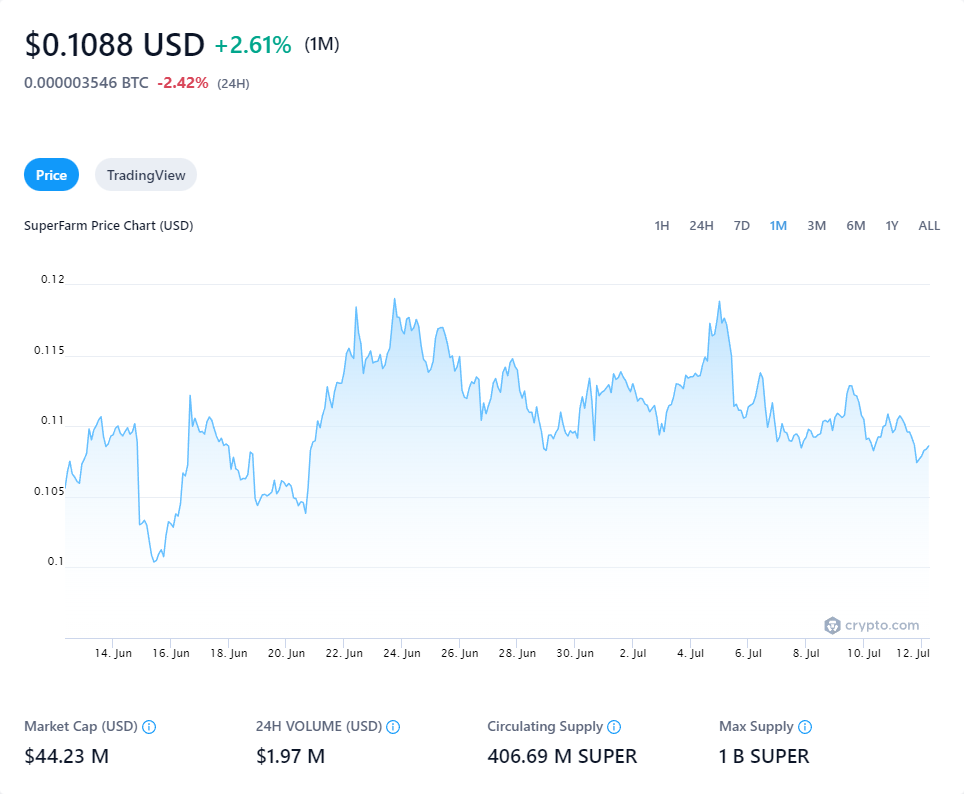 $0.1088 USD +2.61% (1M)
0.000003546 BTC -2.42% (24H)
Price TradingView
SuperFarm Price Chart (USD) 1H 24H 7D 1M 3M 6M 1Y ALL
0.12
0.115
0.11
0.105
0.1
crypto.com
14. Jun 16. Jun 18. Jun 20. Jun 22. Jun 24. Jun 26. Jun 28. Jun 30. Jun 2. Jul 4. Jul 6. Jul 8. Jul 10. Jul 12. Jul
Market Cap (USD) 24H VOLUME (USD) Circulating Supply Max Supply
$44.23 M $1.97 M 406.69 M SUPER 1 B SUPER